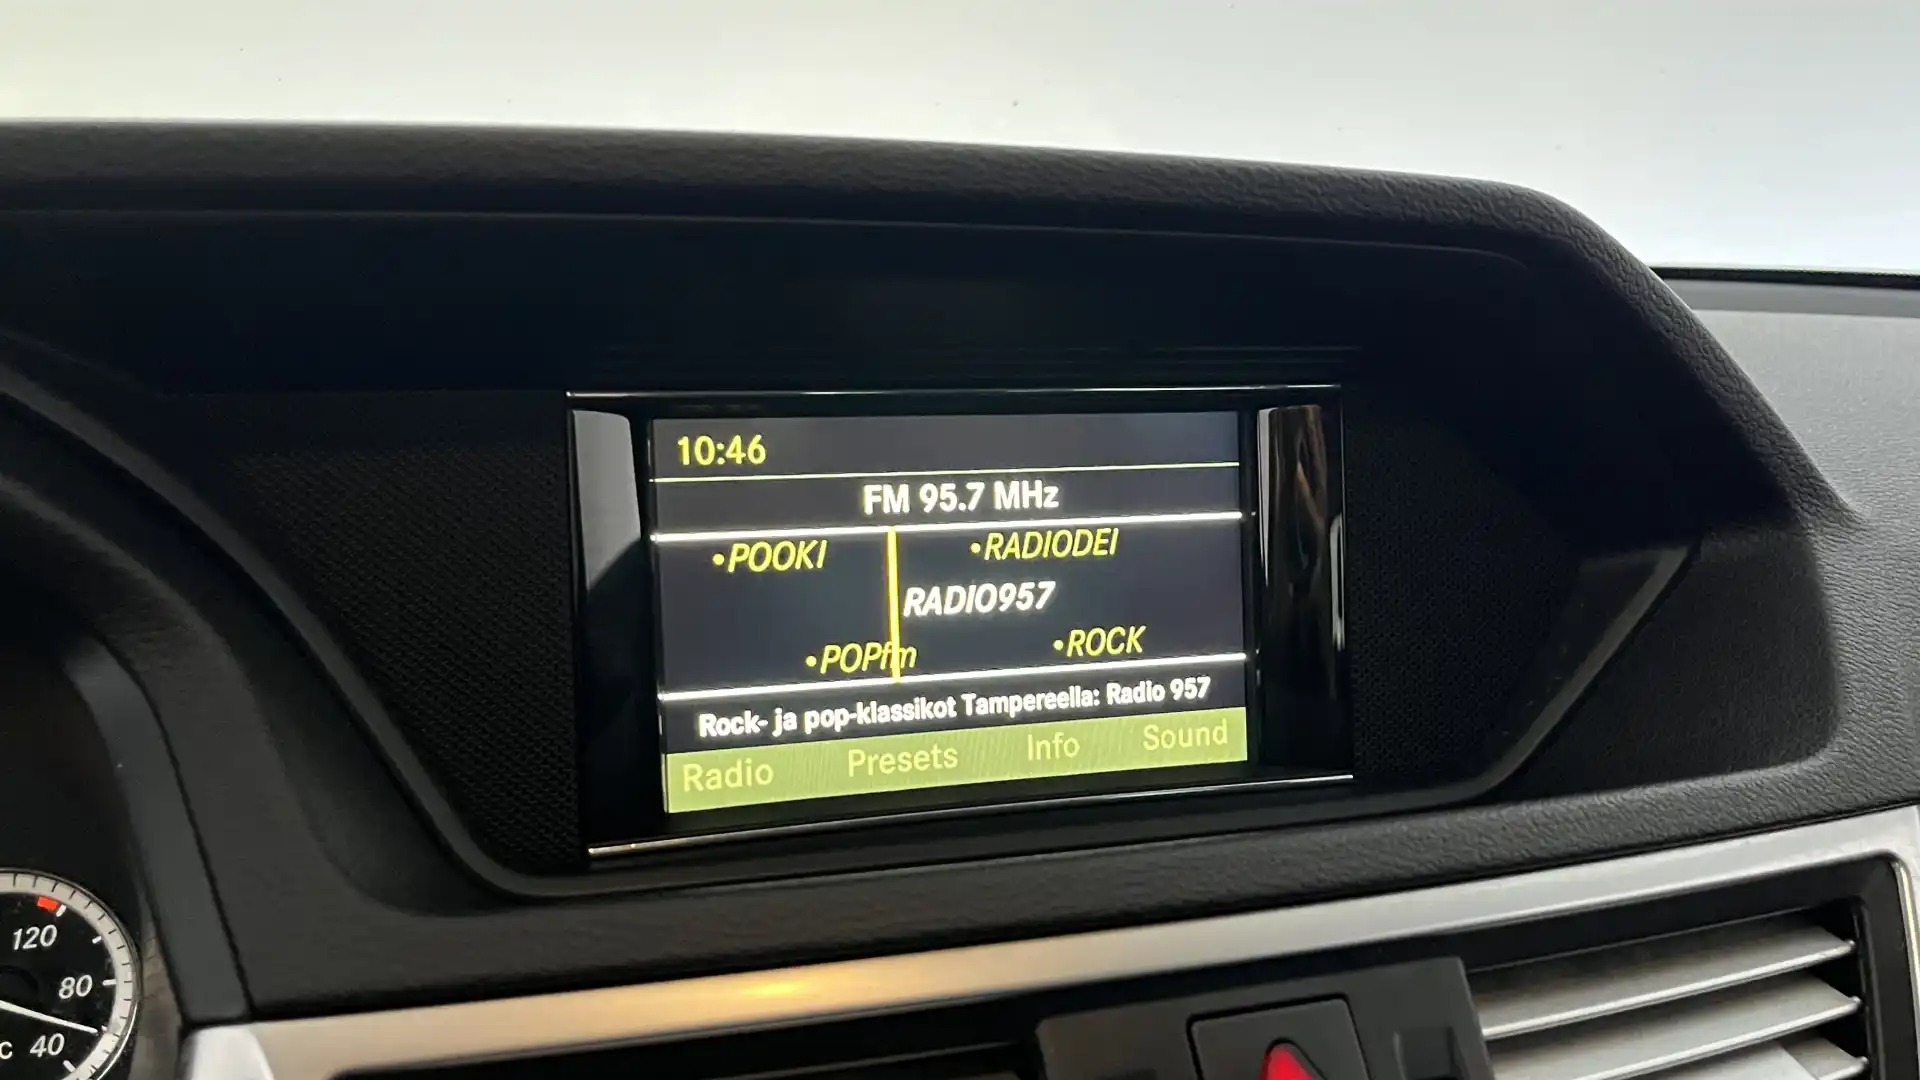 10:46
FM 95.7 MHz
•POOKI
•RADIODEI
RADIO957
•POPfm
•ROCK
Rock- ja pop-klassikot Tampereella: Radio 957
Radio Presets Info Sound
120
80
40